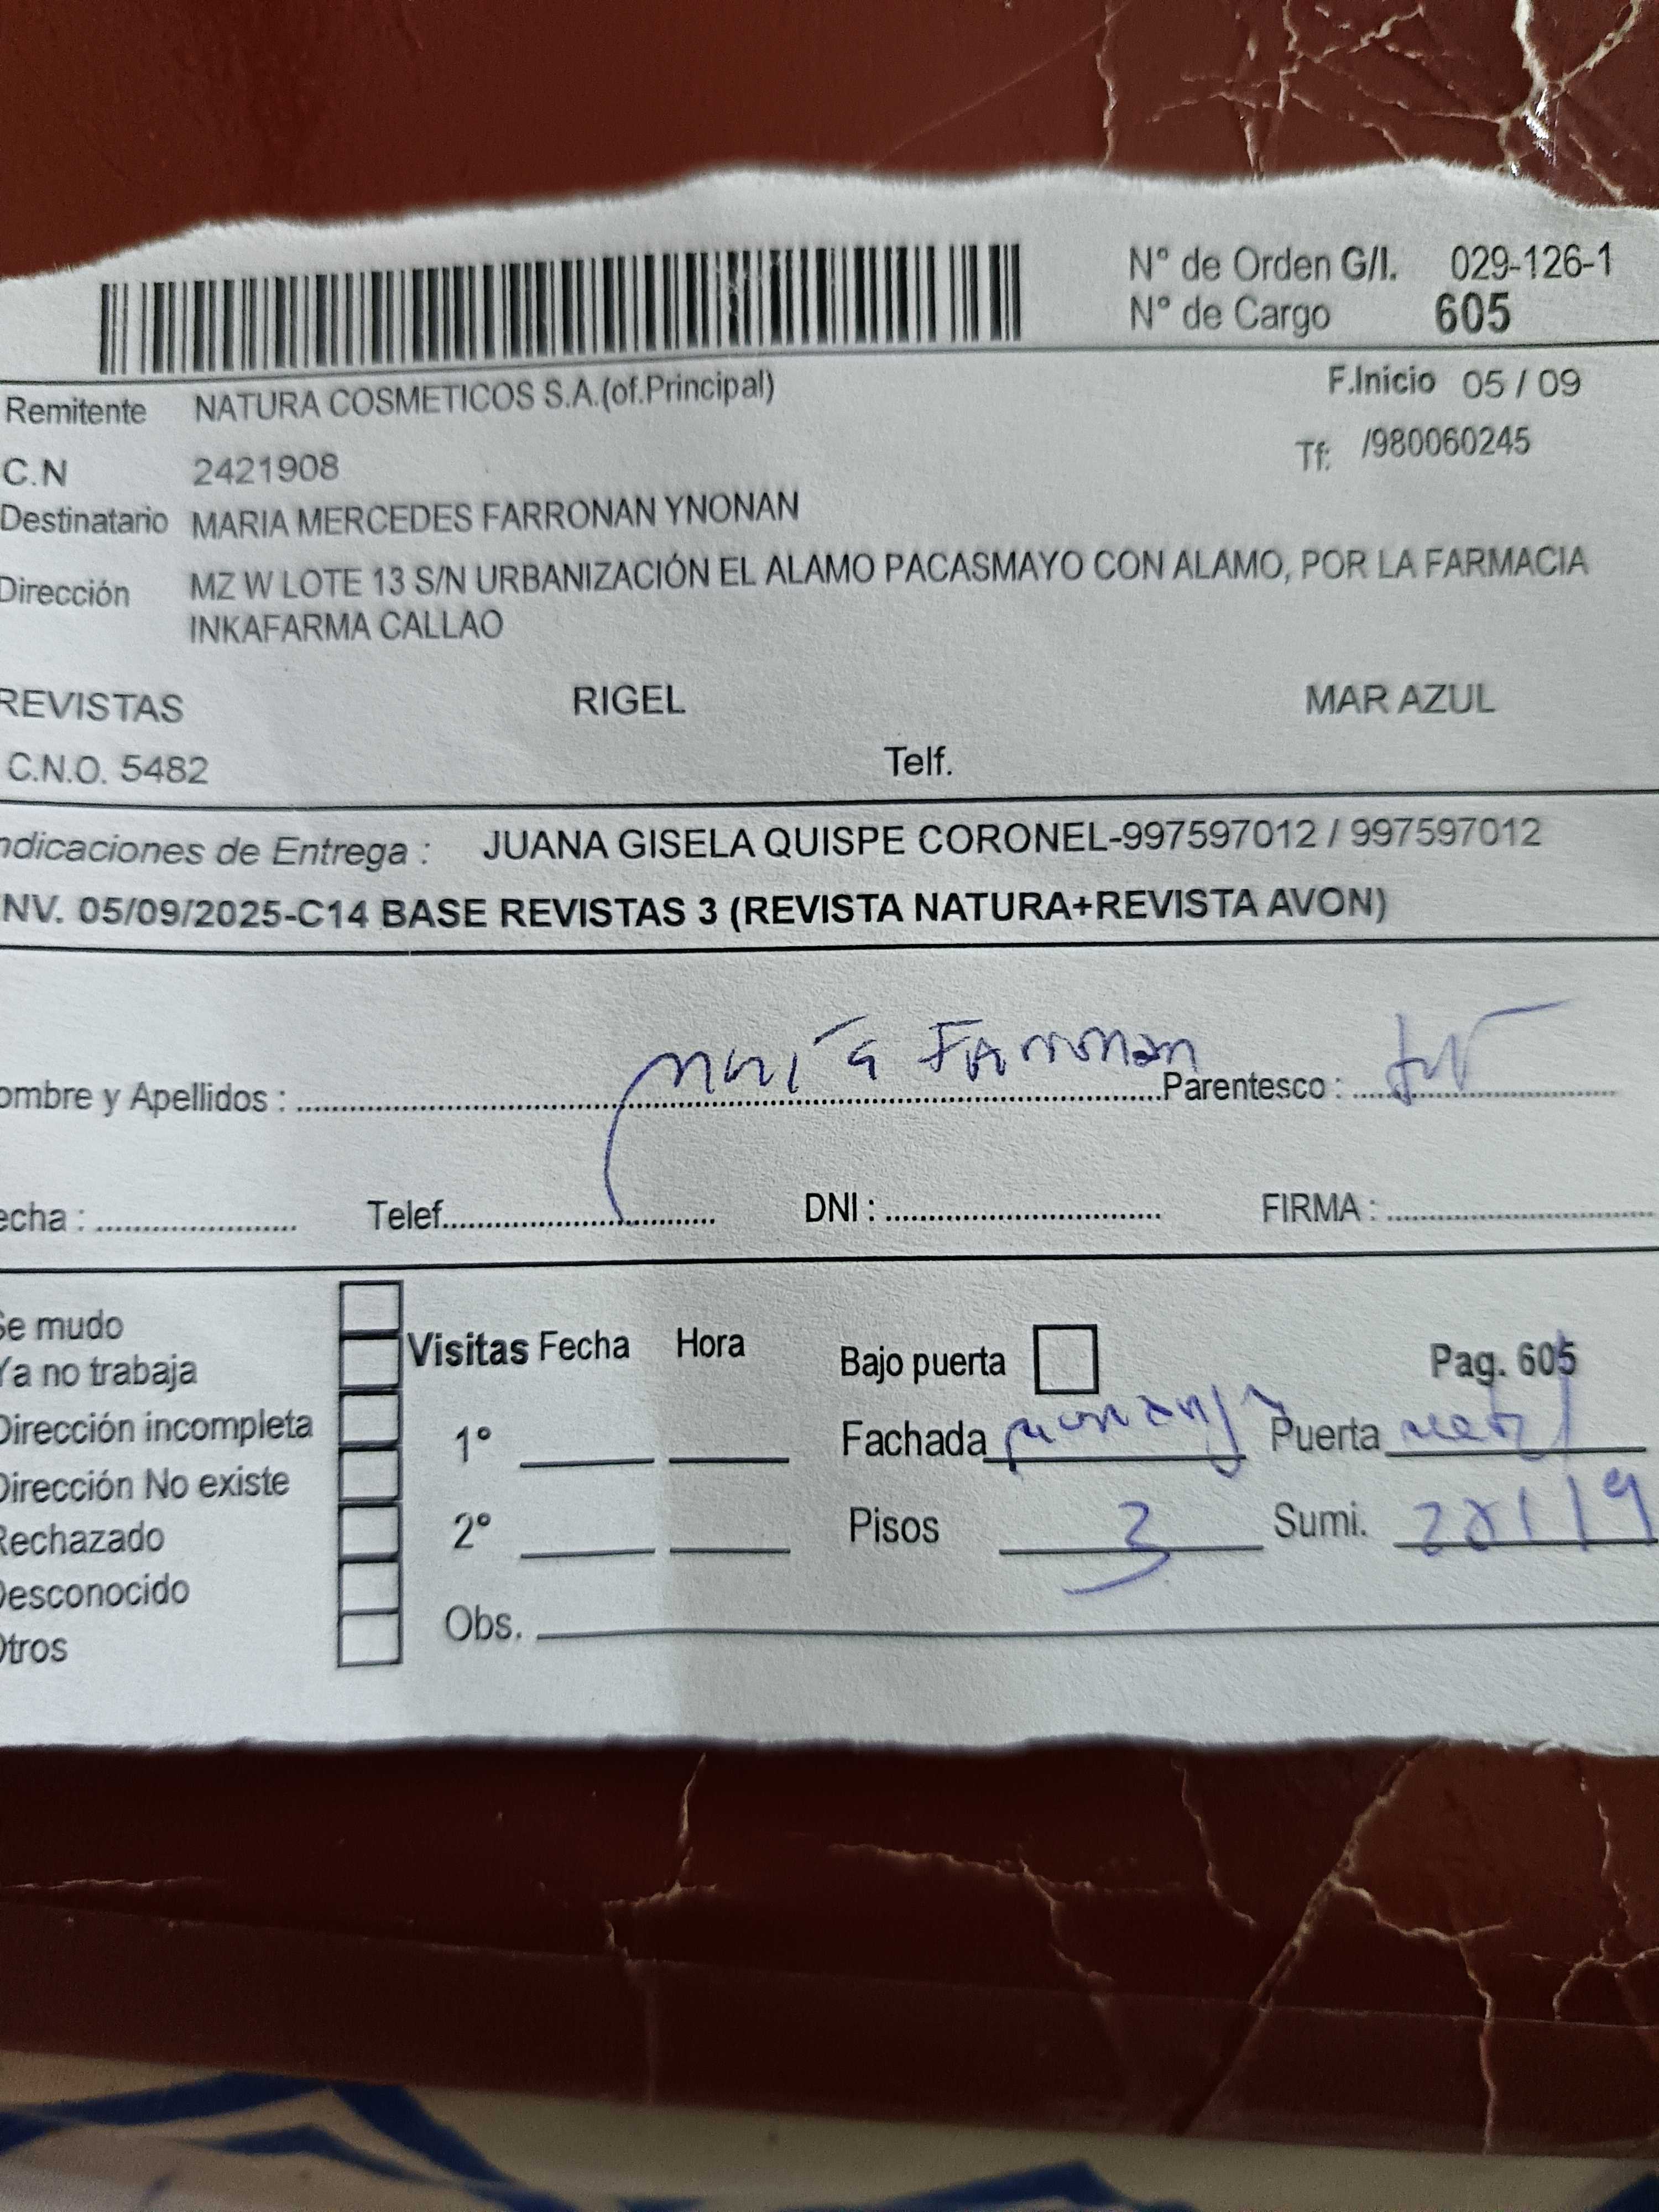 N° de Orden G/I. 029-126-1
N° de Cargo 605
Remitente NATURA COSMETICOS S.A.(of.Principal) F.Inicio 05 / 09
C.N 2421908 Tf: /980060245
Destinatario MARIA MERCEDES FARRONAN YNONAN
Dirección MZ W LOTE 13 S/N URBANIZACIÓN EL ALAMO PACASMAYO CON ALAMO, POR LA FARMACIA
INKAFARMA CALLAO
REVISTAS RIGEL MAR AZUL
C.N.O. 5482 Telf.
ndicaciones de Entrega : JUANA GISELA QUISPE CORONEL-997597012 / 997597012
NV. 05/09/2025-C14 BASE REVISTAS 3 (REVISTA NATURA+REVISTA AVON)
ombre y Apellidos : María Farronan Parentesco :
echa : Telef. DNI : FIRMA :
Se mudo
Ya no trabaja Visitas Fecha Hora Bajo puerta Pag. 605
Dirección incompleta 1° Fachada Puerta
Dirección No existe
Rechazado 2° Pisos 3 Sumi.
Desconocido
Otros Obs.